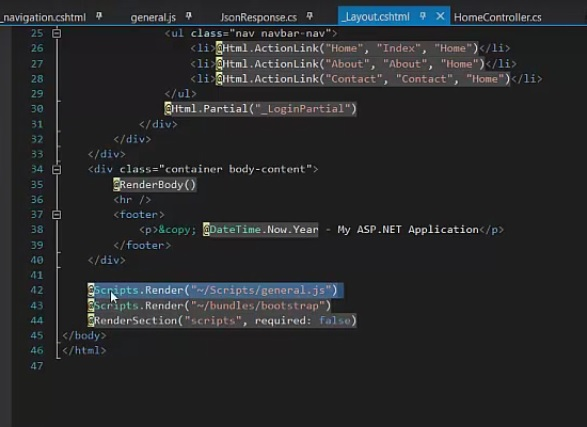 _navigation.cshtml general.js JsonResponse.cs _Layout.cshtml HomeController.cs
25 <ul class="nav navbar-nav">
26 <li>@Html.ActionLink("Home", "Index", "Home")</li>
27 <li>@Html.ActionLink("About", "About", "Home")</li>
28 <li>@Html.ActionLink("Contact", "Contact", "Home")</li>
29 </ul>
30 @Html.Partial("_LoginPartial")
31 </div>
32 </div>
33 </div>
34 <div class="container body-content">
35 @RenderBody()
36 <hr />
37 <footer>
38 <p>&copy; @DateTime.Now.Year - My ASP.NET Application</p>
39 </footer>
40 </div>
41
42 @Scripts.Render("~/Scripts/general.js")
43 @Scripts.Render("~/bundles/bootstrap")
44 @RenderSection("scripts", required: false)
45 </body>
46 </html>
47